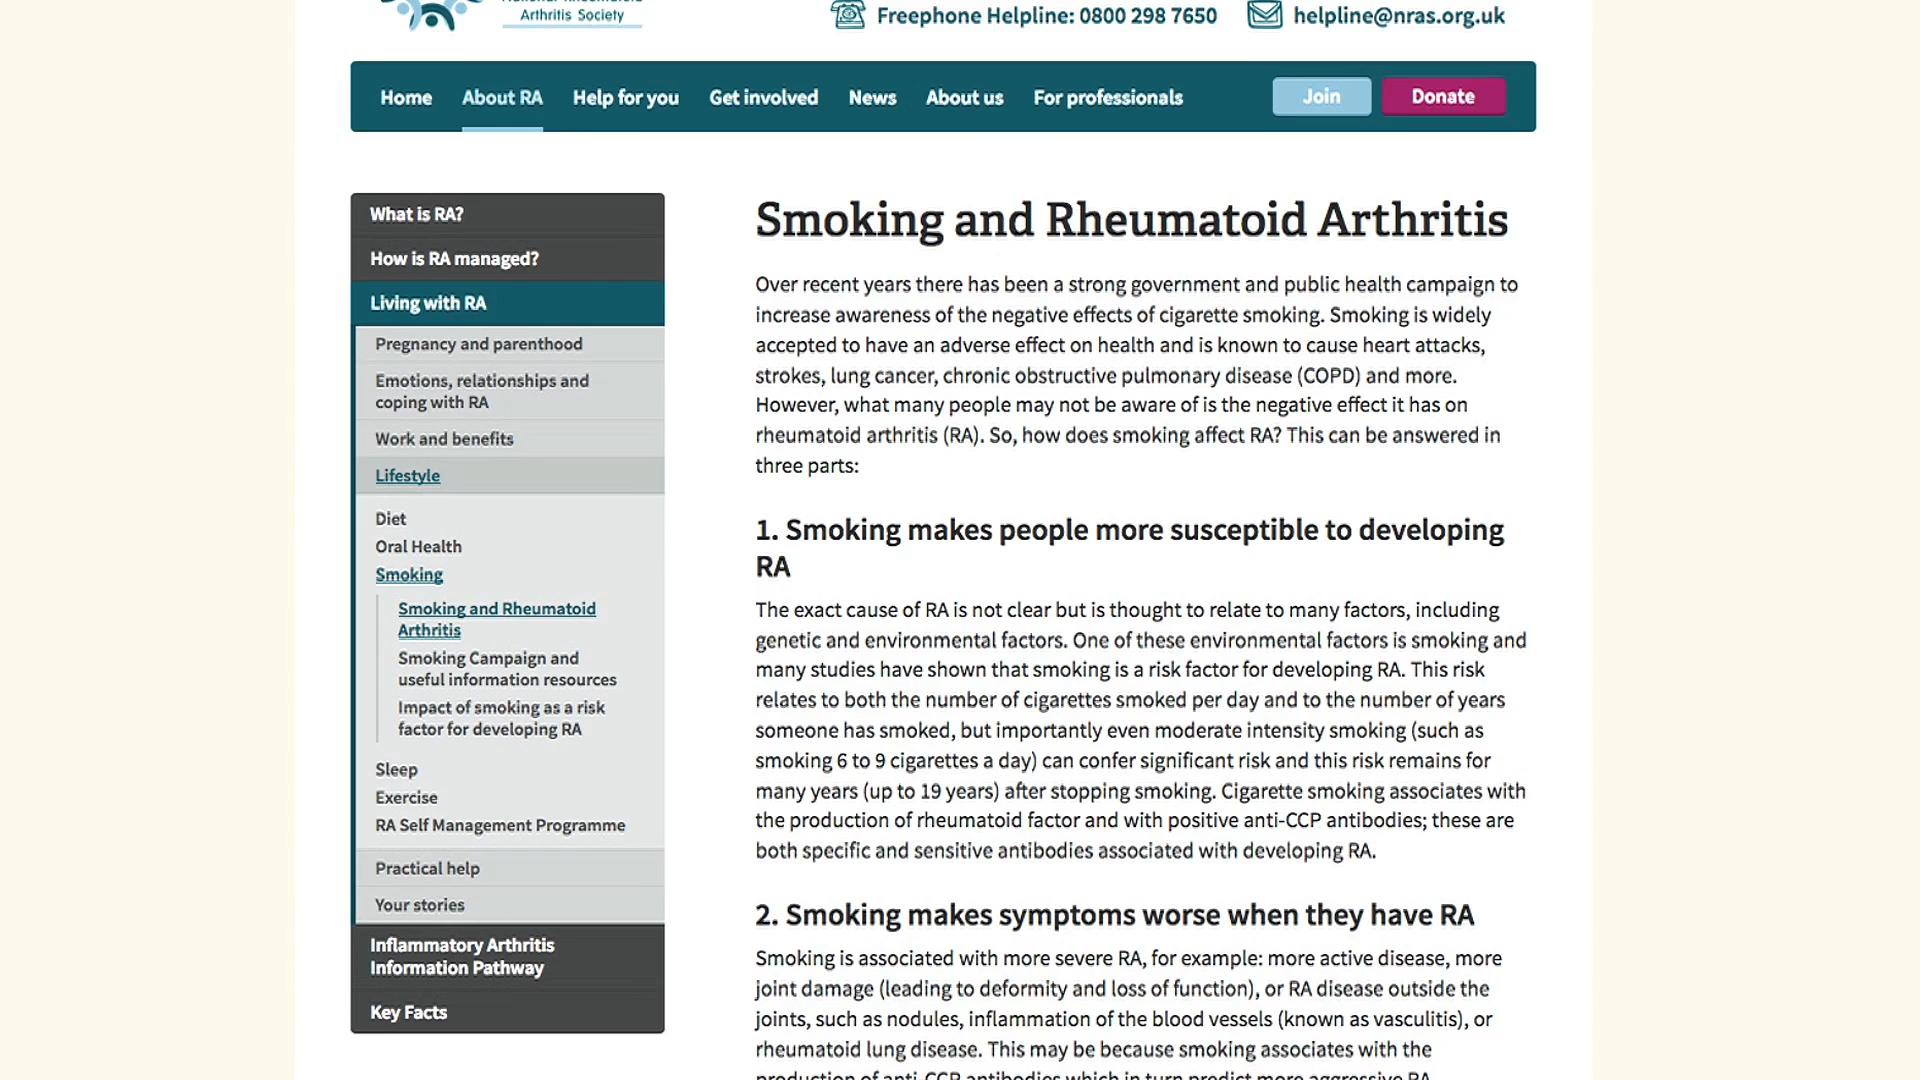 Arthritis Society
Freephone Helpline: 0800 298 7650
helpline@nras.org.uk
Home About RA Help for you Get involved News About us For professionals Join Donate
What is RA?
How is RA managed?
Living with RA
Pregnancy and parenthood
Emotions, relationships and
coping with RA
Work and benefits
Lifestyle
Diet
Oral Health
Smoking
Smoking and Rheumatoid
Arthritis
Smoking Campaign and
useful information resources
Impact of smoking as a risk
factor for developing RA
Sleep
Exercise
RA Self Management Programme
Practical help
Your stories
Inflammatory Arthritis
Information Pathway
Key Facts
Smoking and Rheumatoid Arthritis
Over recent years there has been a strong government and public health campaign to
increase awareness of the negative effects of cigarette smoking. Smoking is widely
accepted to have an adverse effect on health and is known to cause heart attacks,
strokes, lung cancer, chronic obstructive pulmonary disease (COPD) and more.
However, what many people may not be aware of is the negative effect it has on
rheumatoid arthritis (RA). So, how does smoking affect RA? This can be answered in
three parts:
1. Smoking makes people more susceptible to developing
RA
The exact cause of RA is not clear but is thought to relate to many factors, including
genetic and environmental factors. One of these environmental factors is smoking and
many studies have shown that smoking is a risk factor for developing RA. This risk
relates to both the number of cigarettes smoked per day and to the number of years
someone has smoked, but importantly even moderate intensity smoking (such as
smoking 6 to 9 cigarettes a day) can confer significant risk and this risk remains for
many years (up to 19 years) after stopping smoking. Cigarette smoking associates with
the production of rheumatoid factor and with positive anti-CCP antibodies; these are
both specific and sensitive antibodies associated with developing RA.
2. Smoking makes symptoms worse when they have RA
Smoking is associated with more severe RA, for example: more active disease, more
joint damage (leading to deformity and loss of function), or RA disease outside the
joints, such as nodules, inflammation of the blood vessels (known as vasculitis), or
rheumatoid lung disease. This may be because smoking associates with the
production of anti-CCP antibodies which in turn predict more aggressive RA